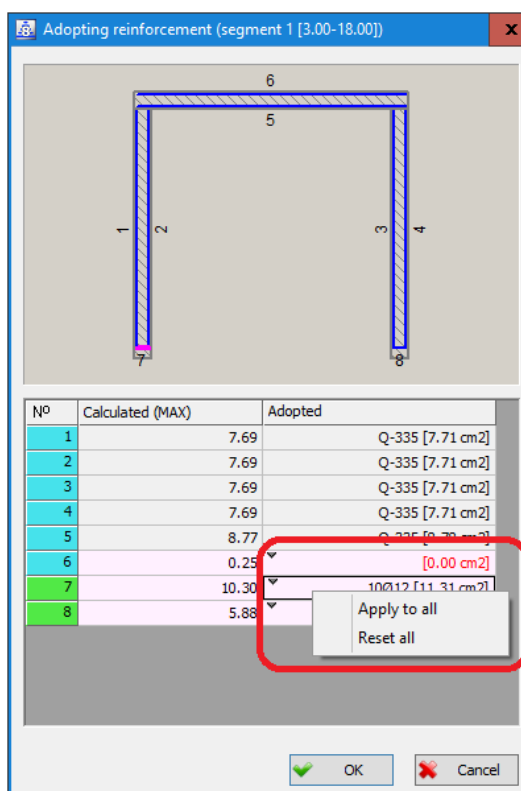 Adopting reinforcement (segment 1 [3.00-18.00])
x
6
5
1 2 3 4
7 8
Nº Calculated (MAX) Adopted
1 7.69 Q-335 [7.71 cm2]
2 7.69 Q-335 [7.71 cm2]
3 7.69 Q-335 [7.71 cm2]
4 7.69 Q-335 [7.71 cm2]
5 8.77 Q-335 cm2]
6 0.25 [0.00 cm2]
7 10.30 10Ø12 [11.31 cm2]
8 5.88
Apply to all
Reset all
OK Cancel